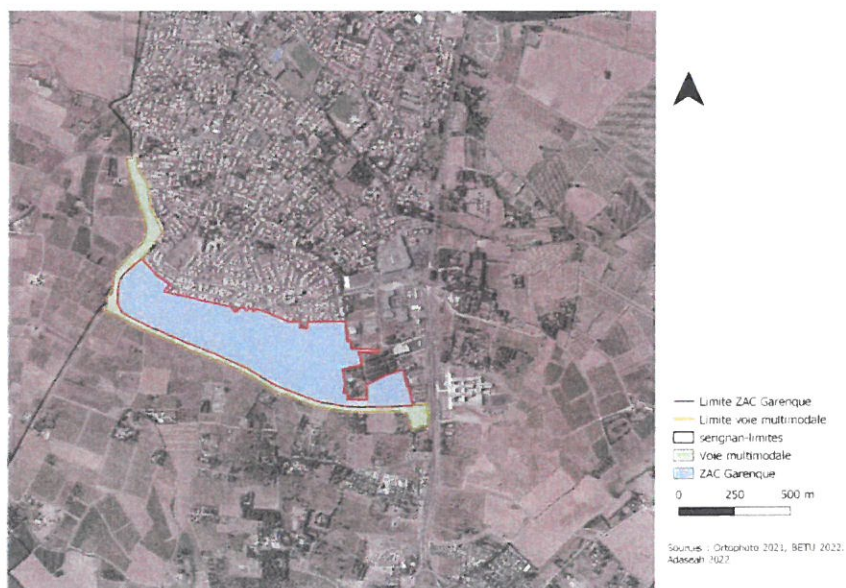 Limite ZAC Garenque
Limite voie multimodale
serignan-limites
Voie multimodale
ZAC Garenque
0 250 500 m
Sources : Ortophoto 2021, BETU 2022,
Adaseah 2022